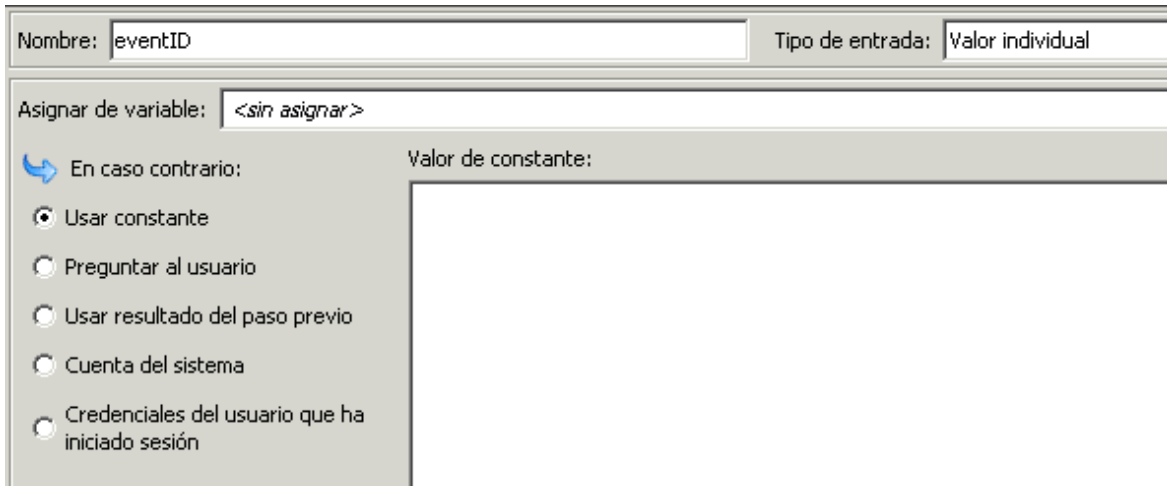 Nombre: eventID Tipo de entrada: Valor individual
Asignar de variable: <sin asignar>
En caso contrario: Valor de constante:
Usar constante
Preguntar al usuario
Usar resultado del paso previo
Cuenta del sistema
Credenciales del usuario que ha
iniciado sesión